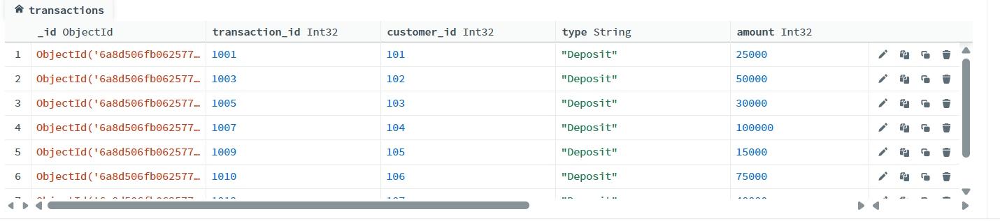 transactions
_id ObjectId transaction_id Int32 customer_id Int32 type String amount Int32
1 ObjectId('6a8d506fb062577… 1001 101 "Deposit" 25000
2 ObjectId('6a8d506fb062577… 1003 102 "Deposit" 50000
3 ObjectId('6a8d506fb062577… 1005 103 "Deposit" 30000
4 ObjectId('6a8d506fb062577… 1007 104 "Deposit" 100000
5 ObjectId('6a8d506fb062577… 1009 105 "Deposit" 15000
6 ObjectId('6a8d506fb062577… 1010 106 "Deposit" 75000